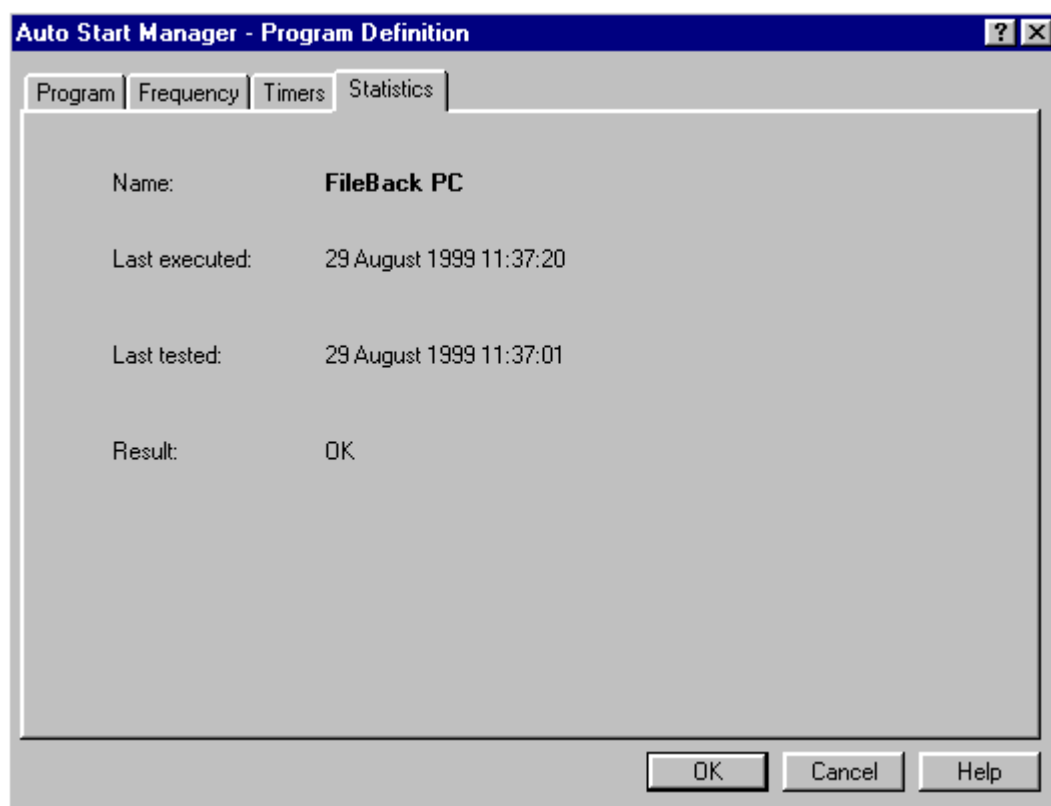 Auto Start Manager - Program Definition
Program Frequency Timers Statistics
Name: FileBack PC
Last executed: 29 August 1999 11:37:20
Last tested: 29 August 1999 11:37:01
Result: OK
OK Cancel Help